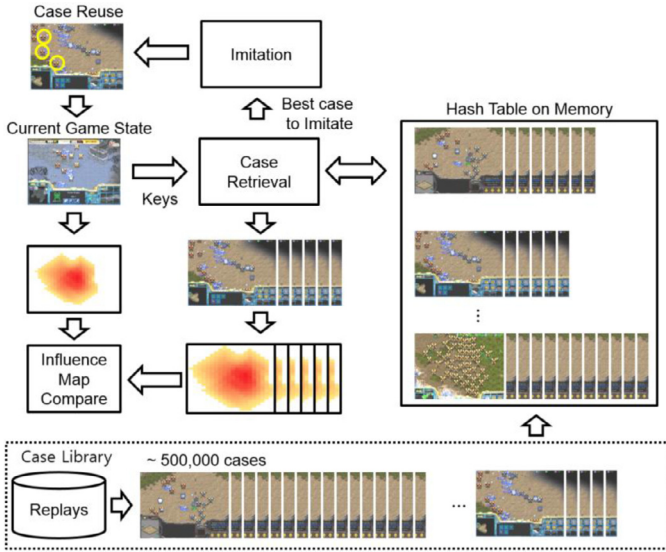 Case Reuse
Imitation
Best case
to Imitate
Hash Table on Memory
Current Game State
Keys
Case
Retrieval
...
Influence
Map
Compare
Case Library
~ 500,000 cases
Replays
...